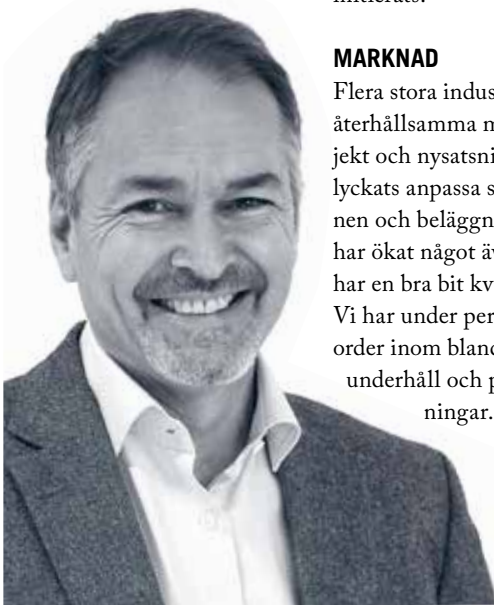 MARKNAD
Flera stora indus
återhållsamma m
jekt och nysatsni
lyckats anpassa s
nen och beläggn
har ökat något äv
har en bra bit kv
Vi har under per
order inom bland
underhåll och p
ningar.